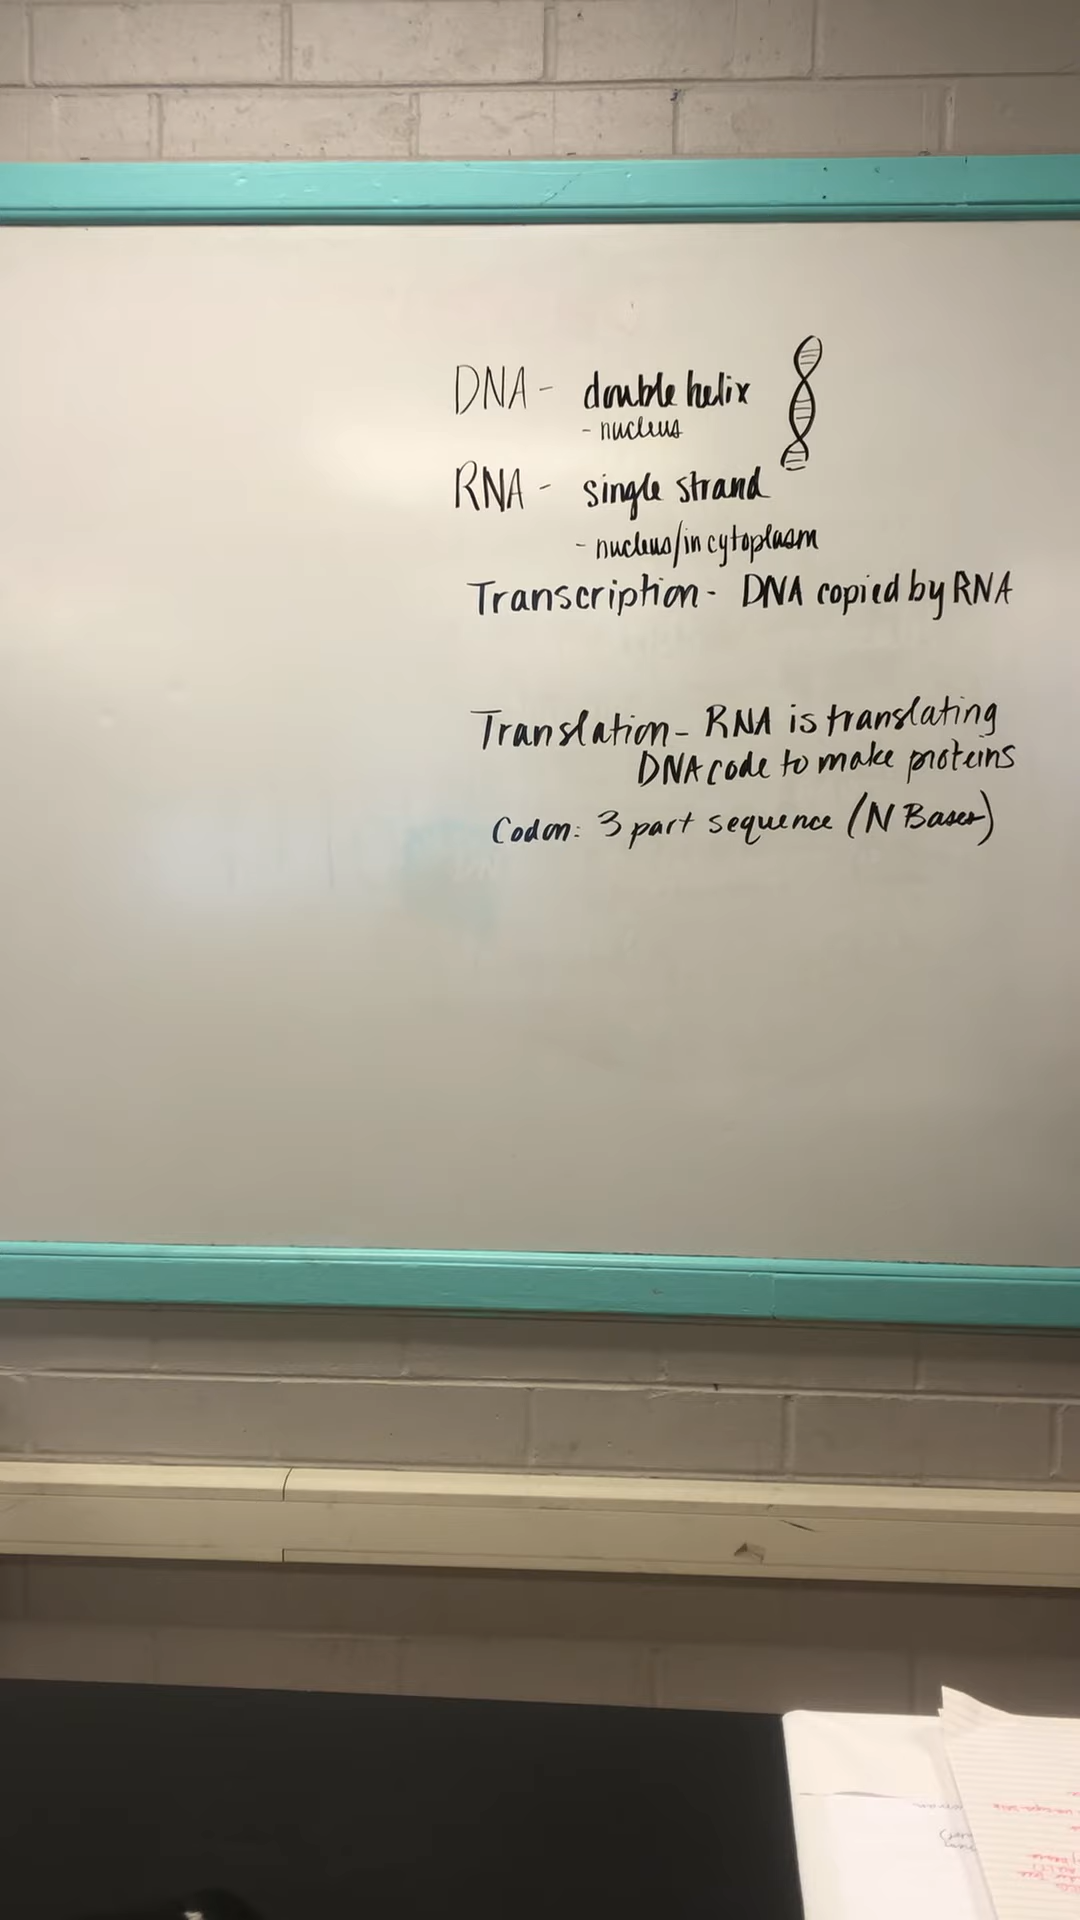 DNA - double helix
- nucleus
RNA - single strand
- nucleus/in cytoplasm
Transcription - DNA copied by RNA
Translation - RNA is translating
DNA code to make proteins
Codon: 3 part sequence (N Bases)